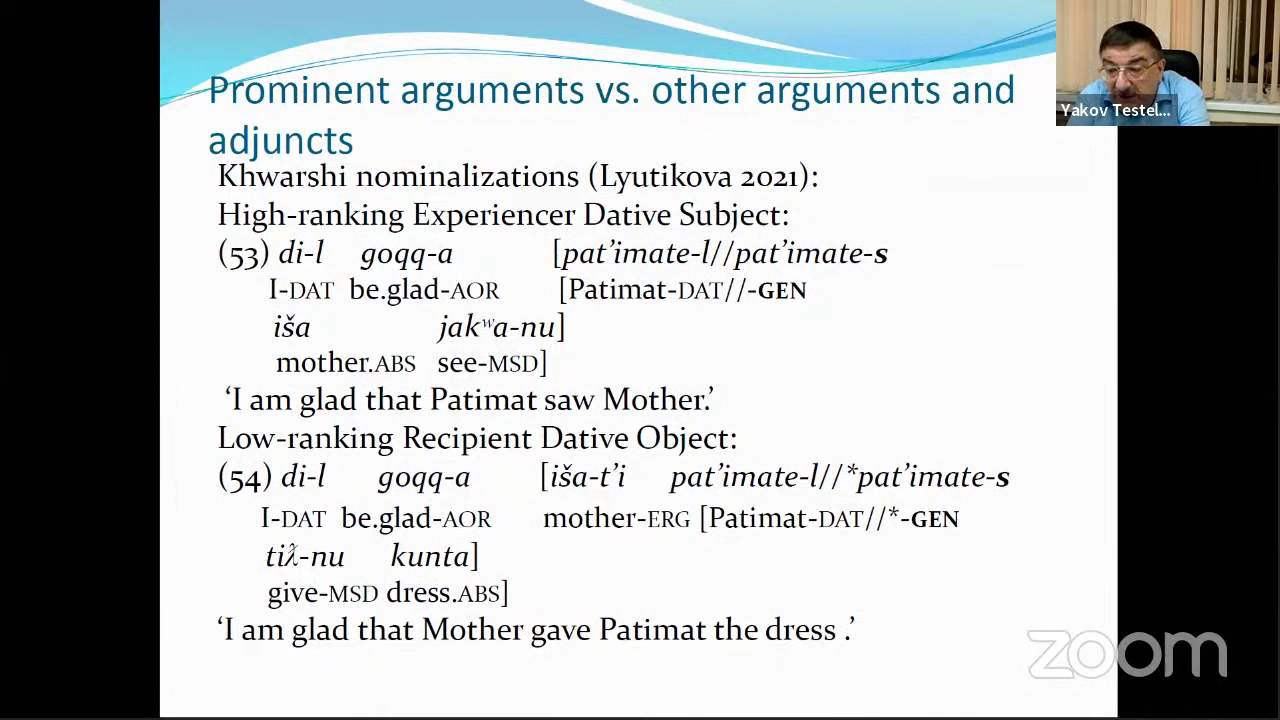 Prominent arguments vs. other arguments and
adjuncts
Yakov Testel...
Khwarshi nominalizations (Lyutikova 2021):
High-ranking Experiencer Dative Subject:
(53) di-l goqq-a [pat’imate-l//pat’imate-s
I-DAT be.glad-AOR [Patimat-DAT//-GEN
iša jakʷa-nu]
mother.ABS see-MSD]
‘I am glad that Patimat saw Mother.’
Low-ranking Recipient Dative Object:
(54) di-l goqq-a [iša-t’i pat’imate-l//*pat’imate-s
I-DAT be.glad-AOR mother-ERG [Patimat-DAT//*-GEN
tiƛ̂-nu kunta]
give-MSD dress.ABS]
‘I am glad that Mother gave Patimat the dress .’
zoom